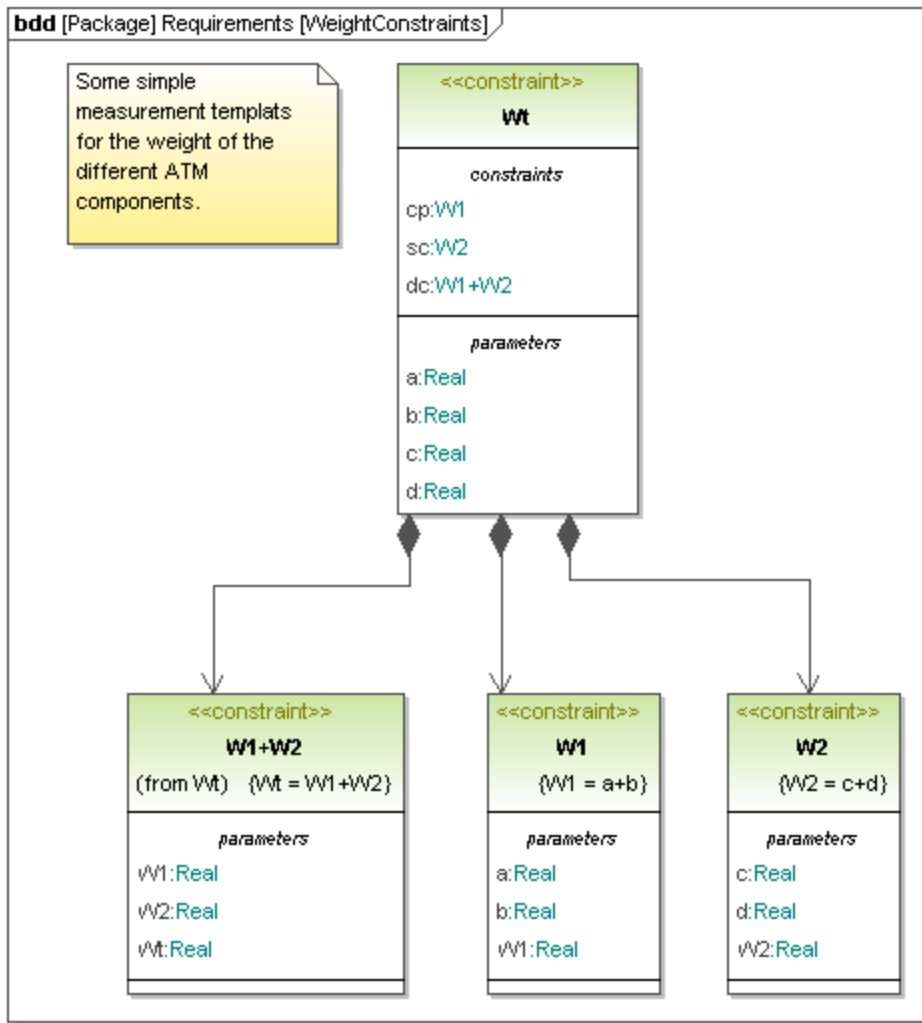 bdd [Package] Requirements [WeightConstraints]
Some simple
measurement templats
for the weight of the
different ATM
components.
<<constraint>>
Wt
constraints
cp:W1
sc:W2
dc:W1+W2
parameters
a:Real
b:Real
c:Real
d:Real
<<constraint>>
W1+W2
(from Wt) {Wt = W1+W2}
parameters
W1:Real
W2:Real
Wt:Real
<<constraint>>
W1
{W1 = a+b}
parameters
a:Real
b:Real
W1:Real
<<constraint>>
W2
{W2 = c+d}
parameters
c:Real
d:Real
W2:Real